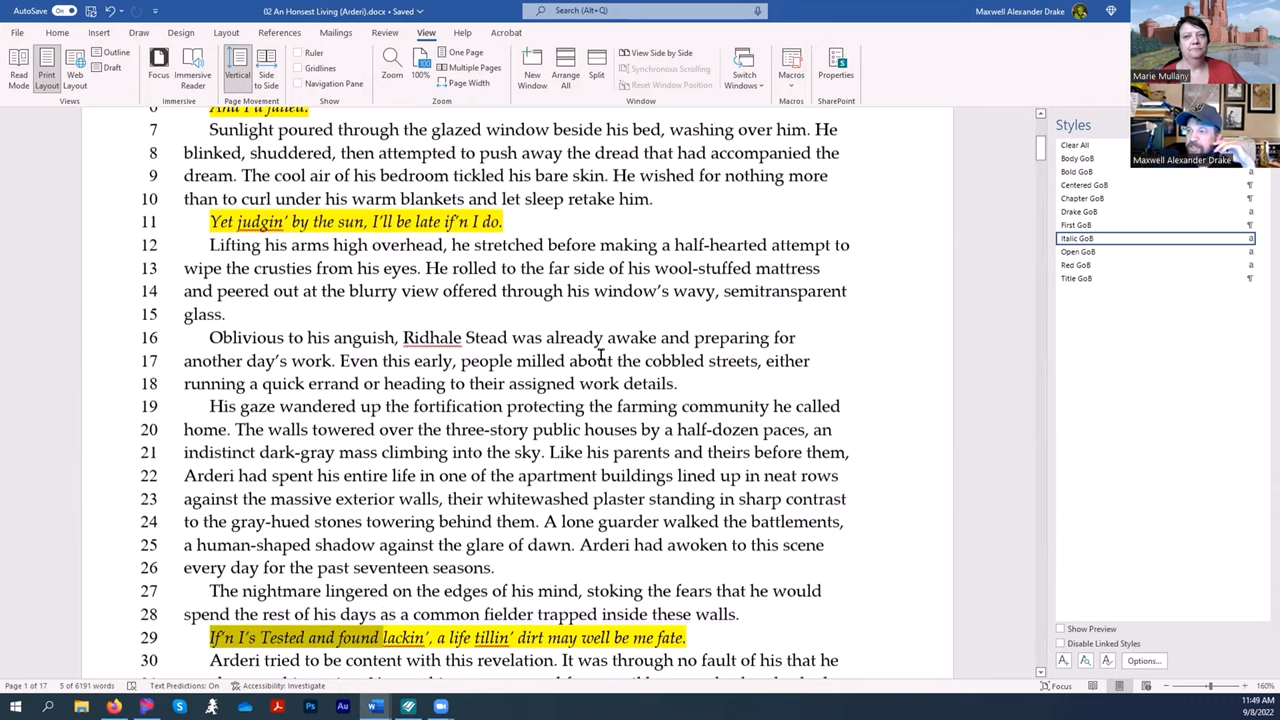 AutoSave On
02 An Honsest Living (Arderi).docx • Saved
Search (Alt+Q)
Maxwell Alexander Drake
File Home Insert Draw Design Layout References Mailings Review View Help Acrobat
Read Mode
Print Layout
Web Layout
Outline
Draft
Views
Focus
Immersive Reader
Immersive
Vertical
Side to Side
Page Movement
Ruler
Gridlines
Navigation Pane
Show
Zoom
100%
One Page
Multiple Pages
Page Width
Zoom
New Window
Arrange All
Split
View Side by Side
Synchronous Scrolling
Reset Window Position
Window
Switch Windows
Macros
Macros
Properties
SharePoint
Marie Mullany
Maxwell Alexander Drake
6 And I'd failed.
7 Sunlight poured through the glazed window beside his bed, washing over him. He
8 blinked, shuddered, then attempted to push away the dread that had accompanied the
9 dream. The cool air of his bedroom tickled his bare skin. He wished for nothing more
10 than to curl under his warm blankets and let sleep retake him.
11 Yet judgin' by the sun, I'll be late if'n I do.
12 Lifting his arms high overhead, he stretched before making a half-hearted attempt to
13 wipe the crusties from his eyes. He rolled to the far side of his wool-stuffed mattress
14 and peered out at the blurry view offered through his window's wavy, semitransparent
15 glass.
16 Oblivious to his anguish, Ridhale Stead was already awake and preparing for
17 another day's work. Even this early, people milled about the cobbled streets, either
18 running a quick errand or heading to their assigned work details.
19 His gaze wandered up the fortification protecting the farming community he called
20 home. The walls towered over the three-story public houses by a half-dozen paces, an
21 indistinct dark-gray mass climbing into the sky. Like his parents and theirs before them,
22 Arderi had spent his entire life in one of the apartment buildings lined up in neat rows
23 against the massive exterior walls, their whitewashed plaster standing in sharp contrast
24 to the gray-hued stones towering behind them. A lone guarder walked the battlements,
25 a human-shaped shadow against the glare of dawn. Arderi had awoken to this scene
26 every day for the past seventeen seasons.
27 The nightmare lingered on the edges of his mind, stoking the fears that he would
28 spend the rest of his days as a common fielder trapped inside these walls.
29 If'n I's Tested and found lackin', a life tillin' dirt may well be me fate.
30 Arderi tried to be content with this revelation. It was through no fault of his that he
Styles
Clear All
Body GoB
Bold GoB
Centered GoB
Chapter GoB
Drake GoB
First GoB
Italic GoB
Open GoB
Red GoB
Title GoB
Show Preview
Disable Linked Styles
Options...
Page 1 of 17 5 of 6191 words Text Predictions: On Accessibility: Investigate
Focus
160%
11:49 AM
9/8/2022